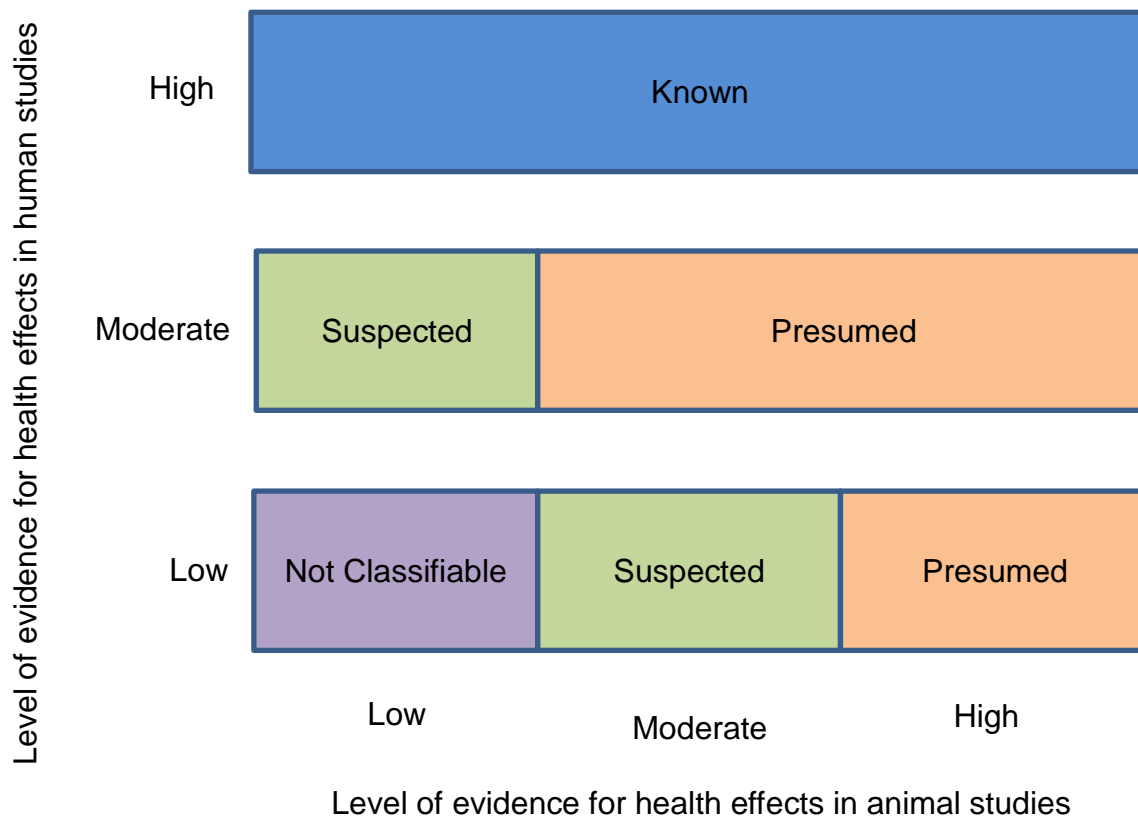 Level of evidence for health effects in human studies
High
Known
Moderate
Suspected
Presumed
Low
Not Classifiable
Suspected
Presumed
Low
Moderate
High
Level of evidence for health effects in animal studies